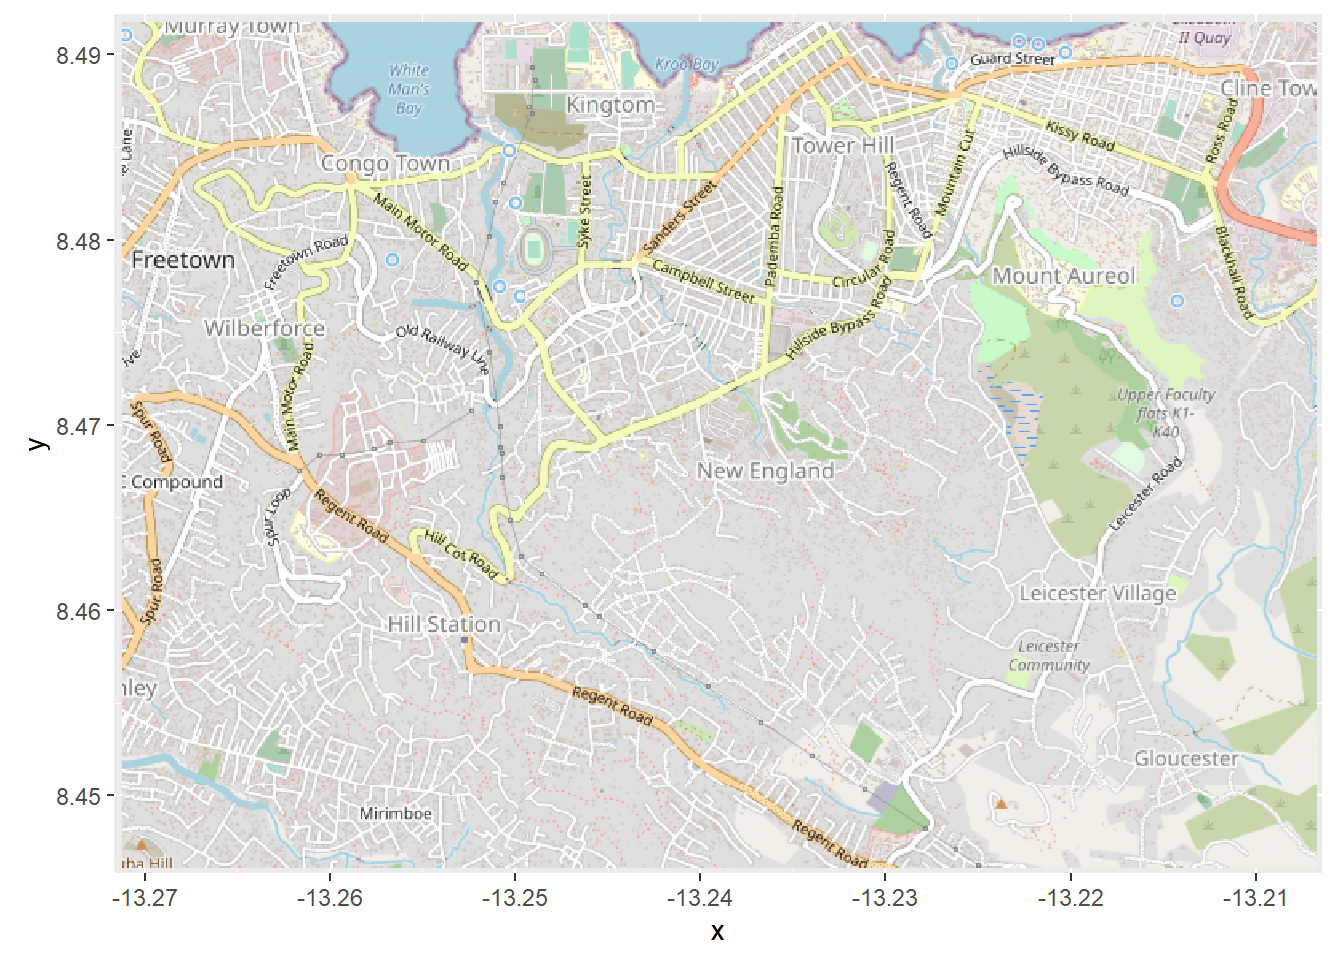 Murray Town
II Quay
8.49
White
Man's
Bay
Kroo Bay
Guard Street
Cline Tow
Kingtom
e Lane
Congo Town
Tower Hill
Kissy Road
Ross Road
Hillside Bypass Road
Main Motor Road
Syke Street
Sanders Street
Pademba Road
Regent Road
Mountain Cut
8.48
Freetown
Freetown Road
Campbell Street
Circular Road
Mount Aureol
Blackhall Road
Wilberforce
Old Railway Line
Hillside Bypass Road
ive
Main Motor Road
Upper Faculty
flats K1-
K40
8.47
Spur Road
New England
Compound
Leicester Road
Spur Loop
Regent Road
Hill Cot Road
Spur Road
Leicester Village
8.46
Hill Station
Leicester
Community
nley
Regent Road
Gloucester
8.45
Mirimboe
Regent Road
uba Hill
-13.27
-13.26
-13.25
-13.24
-13.23
-13.22
-13.21
x
y